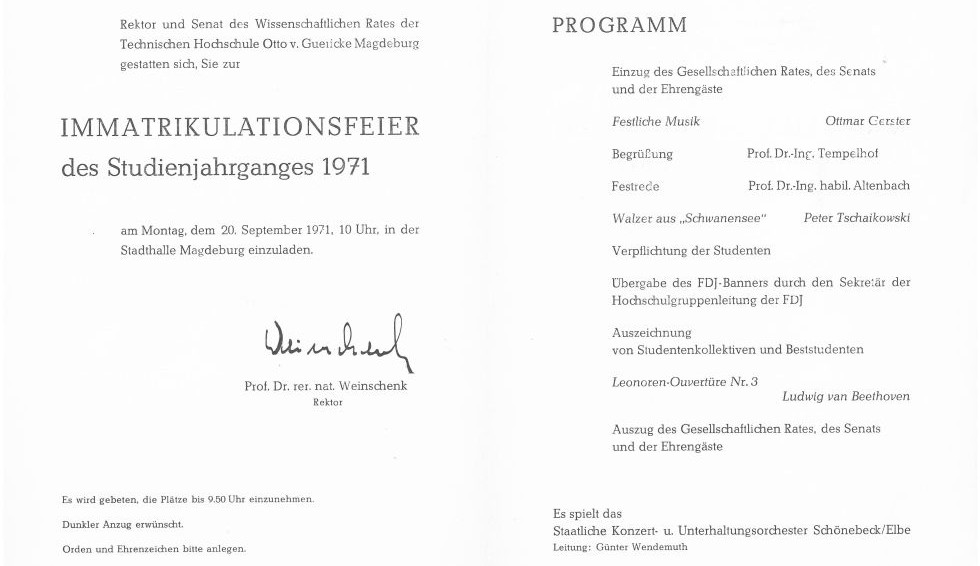 Rektor und Senat des Wissenschaftlichen Rates der
Technischen Hochschule Otto v. Guericke Magdeburg
gestatten sich, Sie zur
IMMATRIKULATIONSFEIER
des Studienjahrganges 1971
am Montag, dem 20. September 1971, 10 Uhr, in der
Stadthalle Magdeburg einzuladen.
Weinschenk
Prof. Dr. rer. nat. Weinschenk
Rektor
Es wird gebeten, die Plätze bis 9.50 Uhr einzunehmen.
Dunkler Anzug erwünscht.
Orden und Ehrenzeichen bitte anlegen.
PROGRAMM
Einzug des Gesellschaftlichen Rates, des Senats
und der Ehrengäste
Festliche Musik Ottmar Gerster
Begrüßung Prof. Dr.-Ing. Tempelhof
Festrede Prof. Dr.-Ing. habil. Altenbach
Walzer aus „Schwanensee“ Peter Tschaikowski
Verpflichtung der Studenten
Übergabe des FDJ-Banners durch den Sekretär der
Hochschulgruppenleitung der FDJ
Auszeichnung
von Studentenkollektiven und Beststudenten
Leonoren-Ouvertüre Nr. 3
Ludwig van Beethoven
Auszug des Gesellschaftlichen Rates, des Senats
und der Ehrengäste
Es spielt das
Staatliche Konzert- u. Unterhaltungsorchester Schönebeck/Elbe
Leitung: Günter Wendemuth